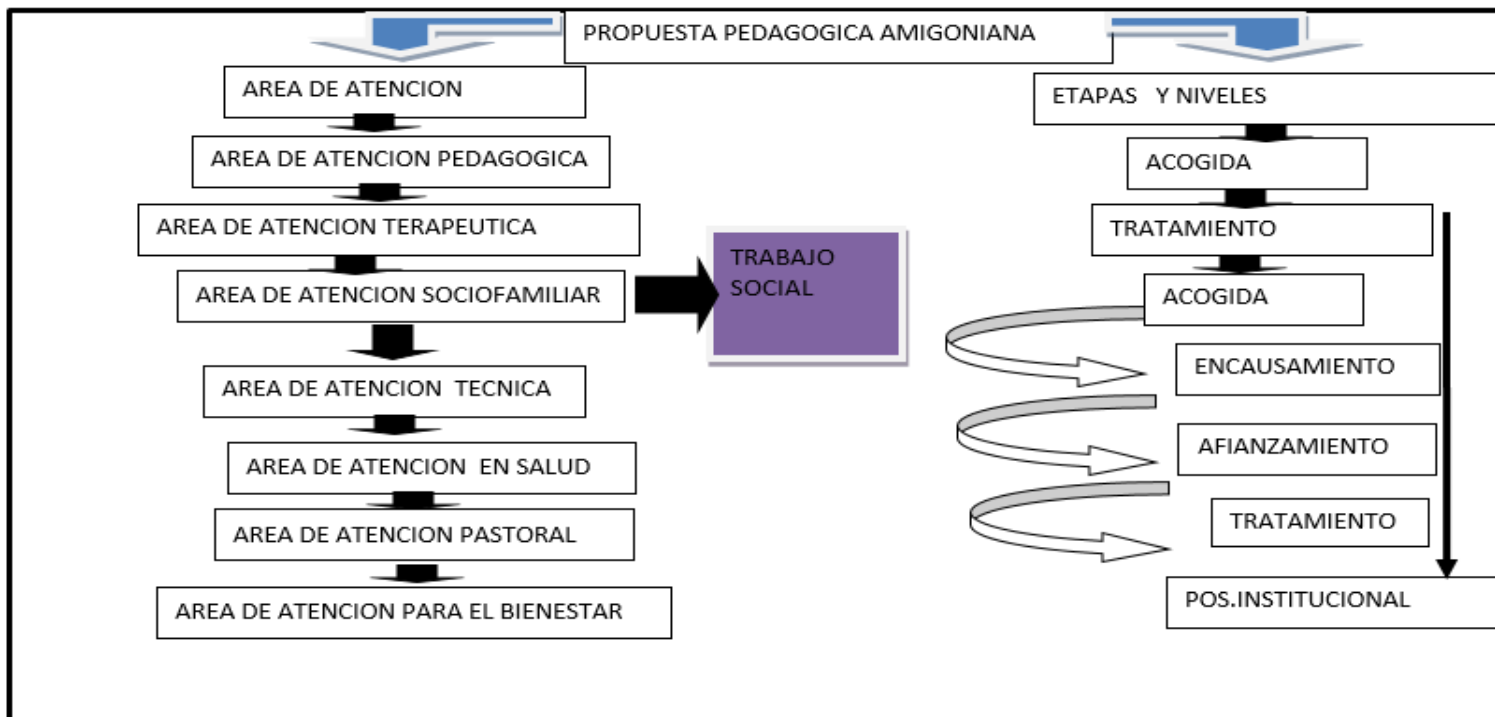 PROPUESTA PEDAGOGICA AMIGONIANA
AREA DE ATENCION
AREA DE ATENCION PEDAGOGICA
AREA DE ATENCION TERAPEUTICA
AREA DE ATENCION SOCIOFAMILIAR
TRABAJO
SOCIAL
AREA DE ATENCION TECNICA
AREA DE ATENCION EN SALUD
AREA DE ATENCION PASTORAL
AREA DE ATENCION PARA EL BIENESTAR
ETAPAS Y NIVELES
ACOGIDA
TRATAMIENTO
ACOGIDA
ENCAUSAMIENTO
AFIANZAMIENTO
TRATAMIENTO
POS.INSTITUCIONAL